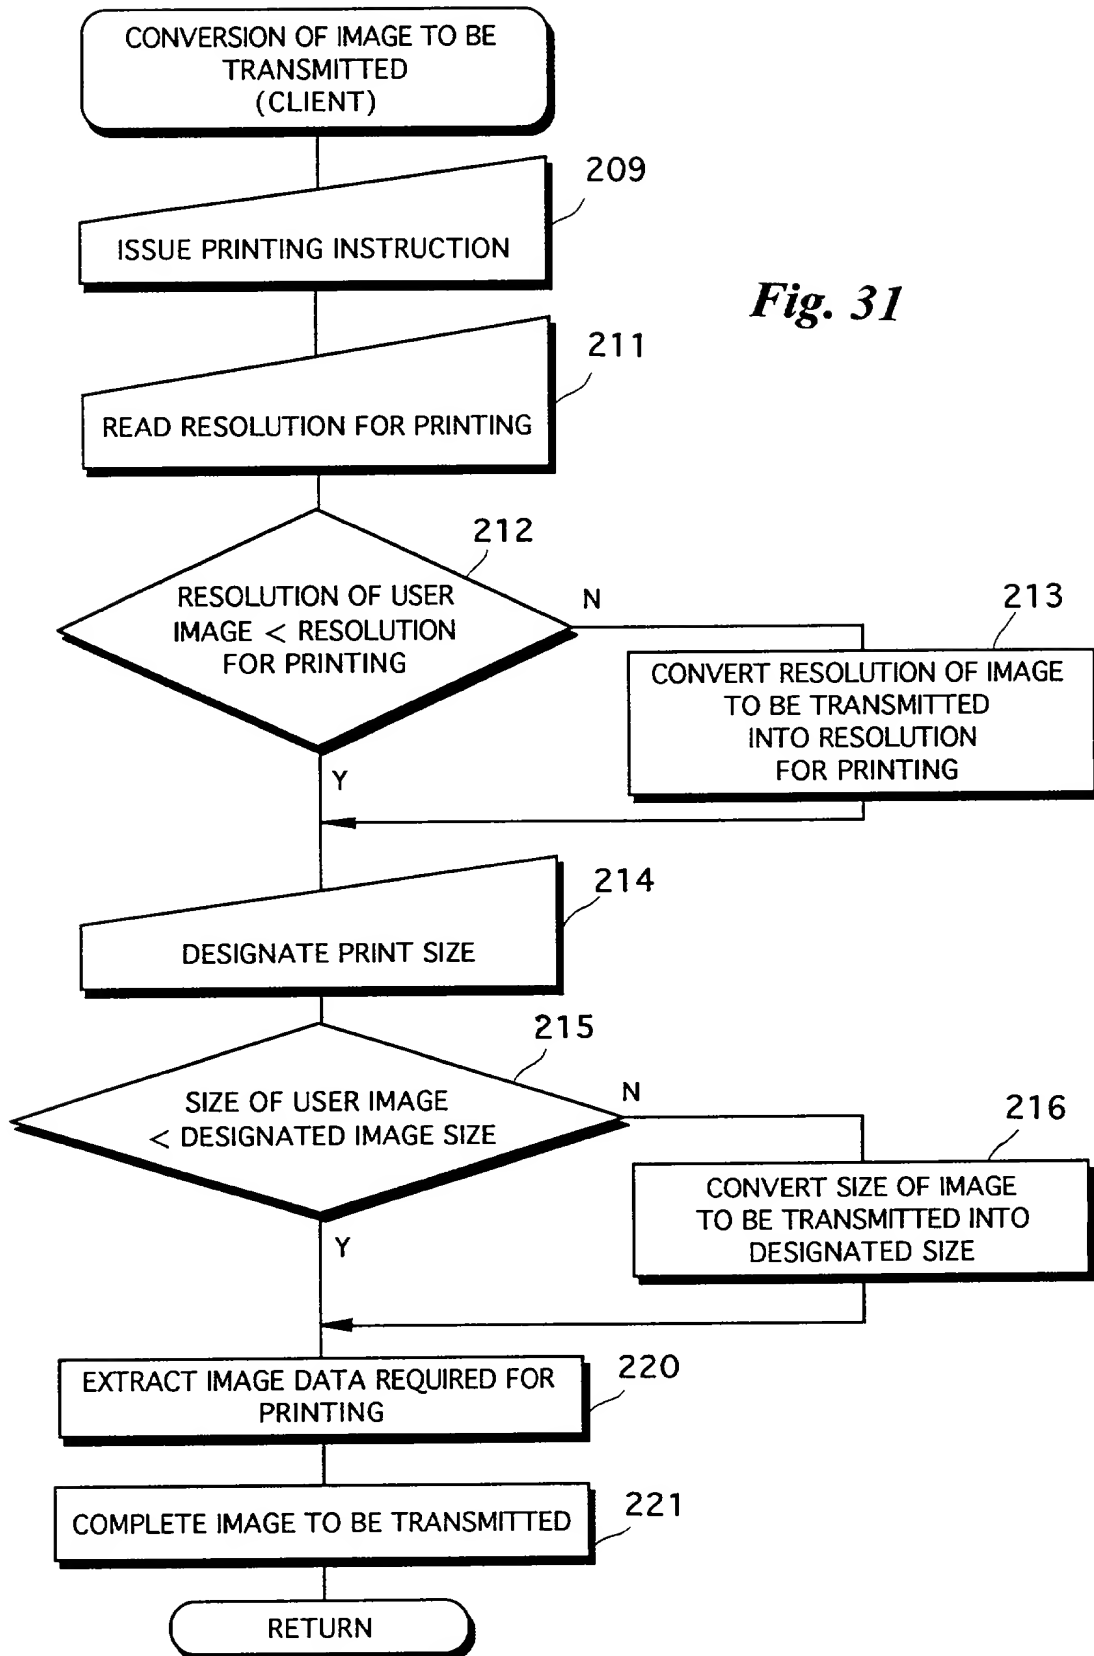 CONVERSION OF IMAGE TO BE
TRANSMITTED
(CLIENT)
209
ISSUE PRINTING INSTRUCTION
Fig. 31
211
READ RESOLUTION FOR PRINTING
212
RESOLUTION OF USER
IMAGE < RESOLUTION
FOR PRINTING
N
213
CONVERT RESOLUTION OF IMAGE
TO BE TRANSMITTED
INTO RESOLUTION
FOR PRINTING
Y
214
DESIGNATE PRINT SIZE
215
SIZE OF USER IMAGE
< DESIGNATED IMAGE SIZE
N
216
CONVERT SIZE OF IMAGE
TO BE TRANSMITTED INTO
DESIGNATED SIZE
Y
220
EXTRACT IMAGE DATA REQUIRED FOR
PRINTING
221
COMPLETE IMAGE TO BE TRANSMITTED
RETURN